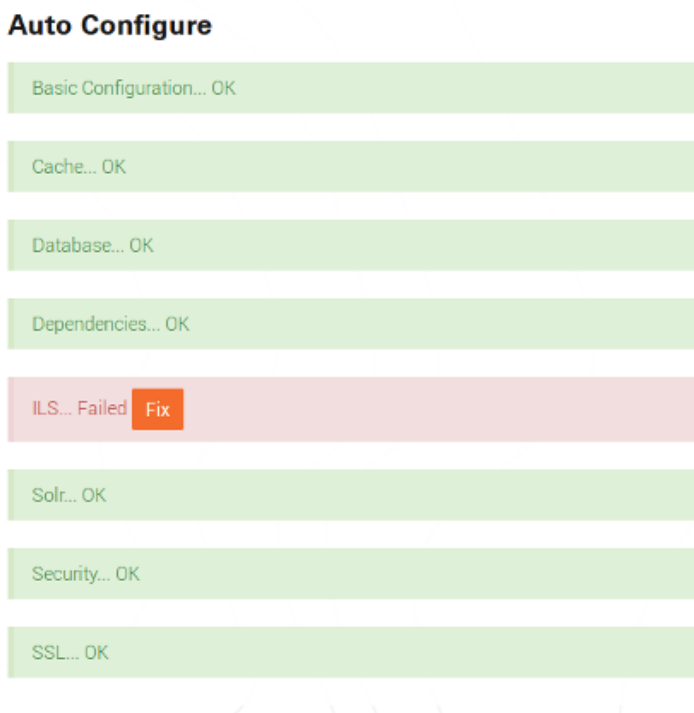 Auto Configure
Basic Configuration... OK
Cache... OK
Database... OK
Dependencies... OK
ILS... Failed Fix
Solr... OK
Security... OK
SSL... OK